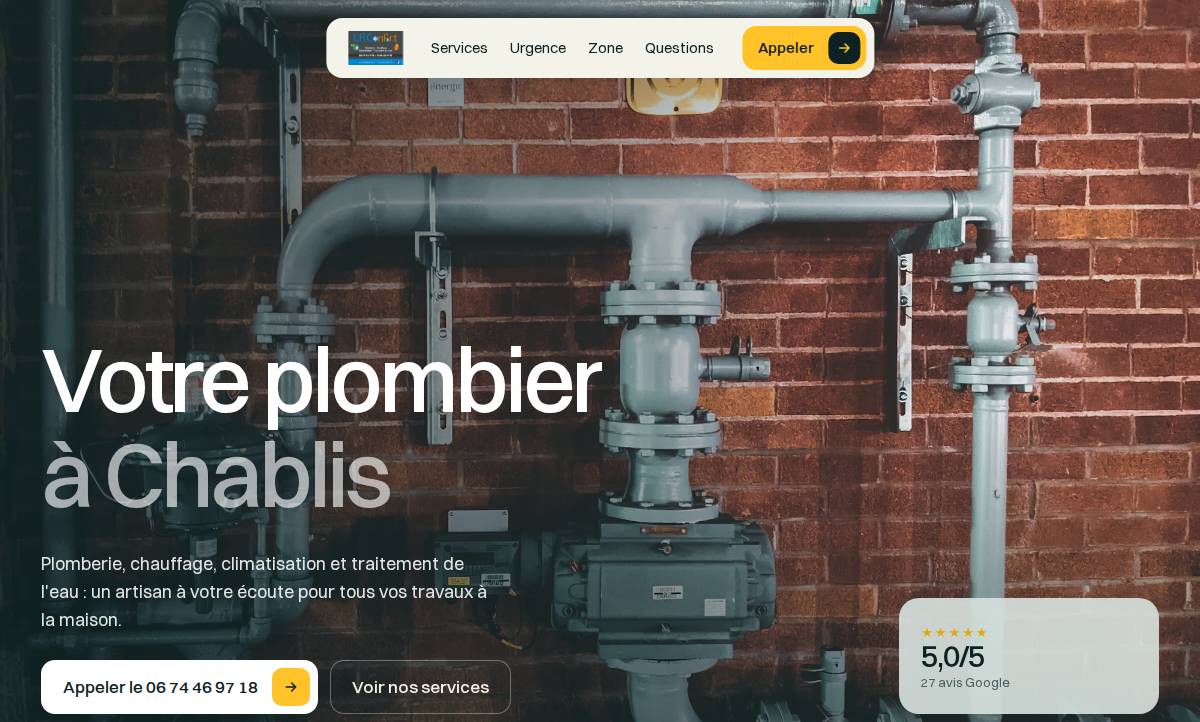 LRConfort
Services
Urgence
Zone
Questions
Appeler
énergir
Votre plombier
à Chablis
Plomberie, chauffage, climatisation et traitement de
l'eau : un artisan à votre écoute pour tous vos travaux à
la maison.
Appeler le 06 74 46 97 18
Voir nos services
★★★★★
5,0/5
27 avis Google